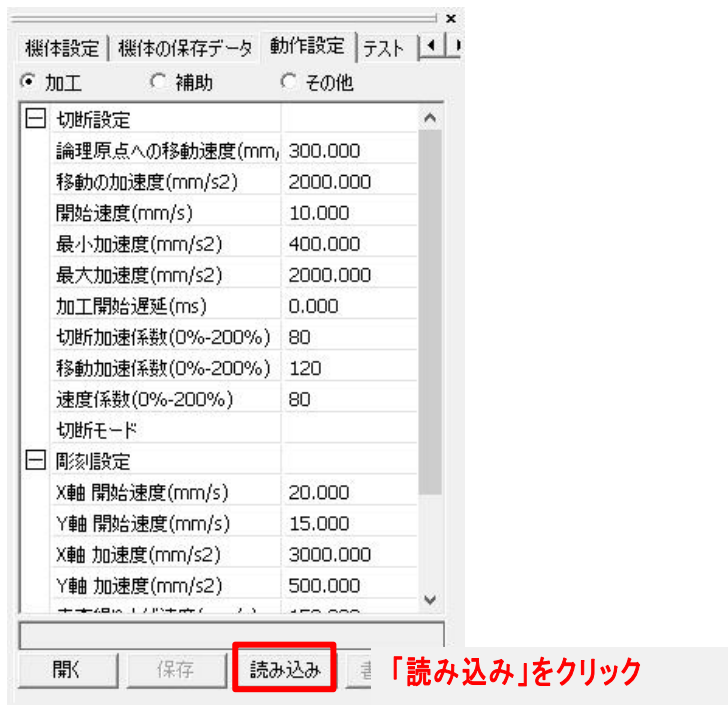 機体設定 機体の保存データ 動作設定 テスト
加工 補助 その他
切断設定
論理原点への移動速度(mm/ 300.000
移動の加速度(mm/s2) 2000.000
開始速度(mm/s) 10.000
最小加速度(mm/s2) 400.000
最大加速度(mm/s2) 2000.000
加工開始遅延(ms) 0.000
切断加速係数(0%-200%) 80
移動加速係数(0%-200%) 120
速度係数(0%-200%) 80
切断モード
彫刻設定
X軸 開始速度(mm/s) 20.000
Y軸 開始速度(mm/s) 15.000
X軸 加速度(mm/s2) 3000.000
Y軸 加速度(mm/s2) 500.000
開く 保存 読み込み 「読み込み」をクリック